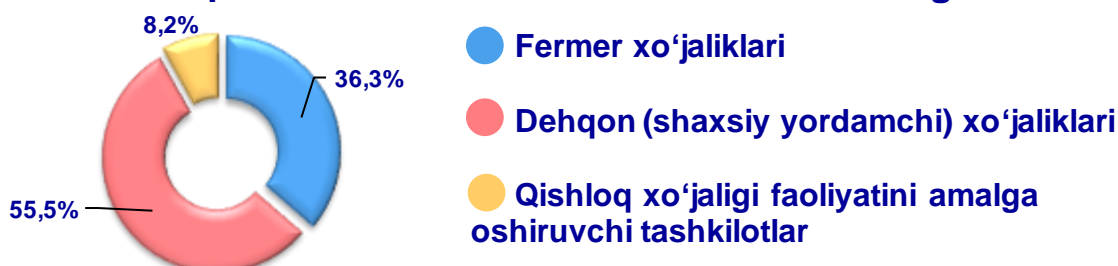 8,2%
36,3%
55,5%
Fermer xo‘jaliklari
Dehqon (shaxsiy yordamchi) xo‘jaliklari
Qishloq xo‘jaligi faoliyatini amalga
oshiruvchi tashkilotlar